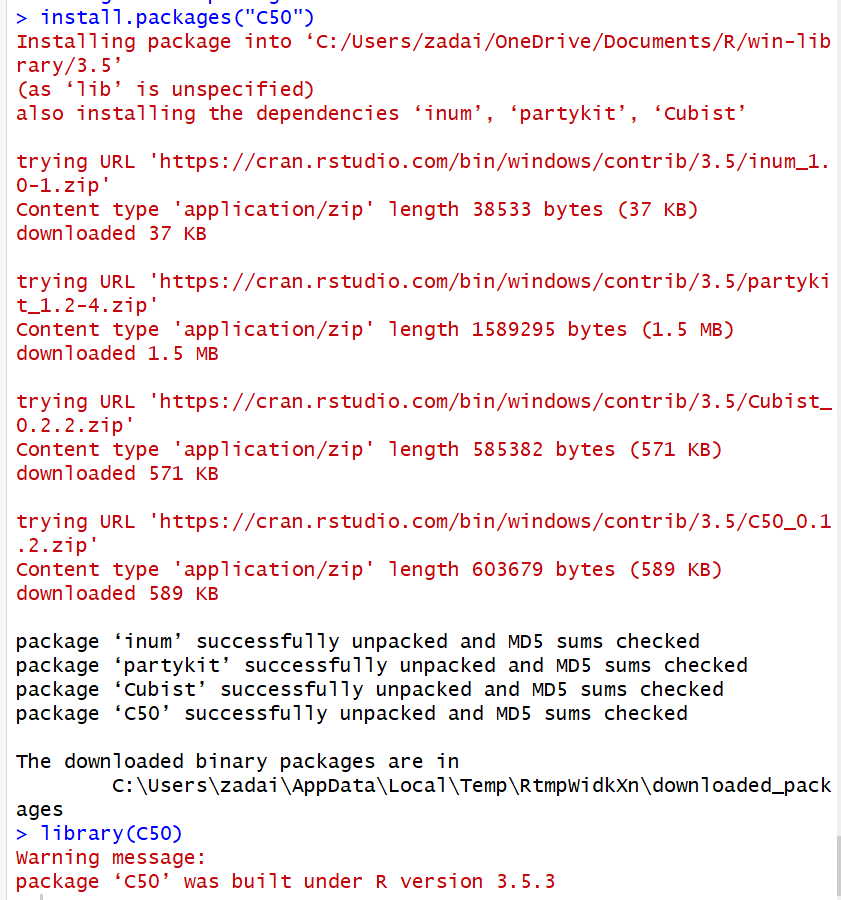 > install.packages("C50")
Installing package into ‘C:/Users/zadai/OneDrive/Documents/R/win-lib
rary/3.5’
(as ‘lib’ is unspecified)
also installing the dependencies ‘inum’, ‘partykit’, ‘Cubist’
trying URL 'https://cran.rstudio.com/bin/windows/contrib/3.5/inum_1.
0-1.zip'
Content type 'application/zip' length 38533 bytes (37 KB)
downloaded 37 KB
trying URL 'https://cran.rstudio.com/bin/windows/contrib/3.5/partyki
t_1.2-4.zip'
Content type 'application/zip' length 1589295 bytes (1.5 MB)
downloaded 1.5 MB
trying URL 'https://cran.rstudio.com/bin/windows/contrib/3.5/Cubist_
0.2.2.zip'
Content type 'application/zip' length 585382 bytes (571 KB)
downloaded 571 KB
trying URL 'https://cran.rstudio.com/bin/windows/contrib/3.5/C50_0.1
.2.zip'
Content type 'application/zip' length 603679 bytes (589 KB)
downloaded 589 KB
package ‘inum’ successfully unpacked and MD5 sums checked
package ‘partykit’ successfully unpacked and MD5 sums checked
package ‘Cubist’ successfully unpacked and MD5 sums checked
package ‘C50’ successfully unpacked and MD5 sums checked
The downloaded binary packages are in
C:\Users\zadai\AppData\Local\Temp\RtmpWidkXn\downloaded_pack
ages
> library(C50)
Warning message:
package ‘C50’ was built under R version 3.5.3